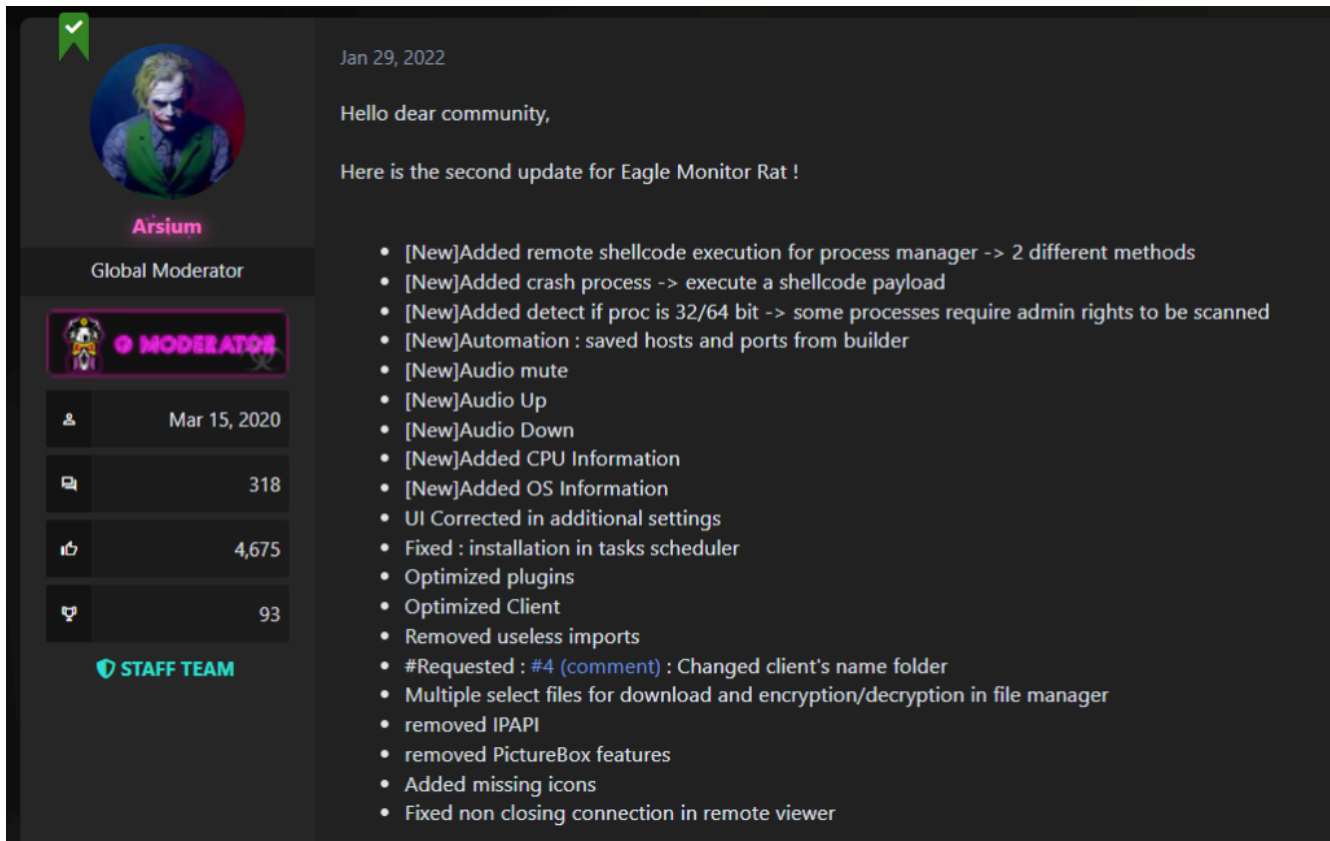 Jan 29, 2022
Hello dear community,
Here is the second update for Eagle Monitor Rat !
Arsium
Global Moderator
MODERATOR
Mar 15, 2020
318
4,675
93
STAFF TEAM
• [New]Added remote shellcode execution for process manager -> 2 different methods
• [New]Added crash process -> execute a shellcode payload
• [New]Added detect if proc is 32/64 bit -> some processes require admin rights to be scanned
• [New]Automation : saved hosts and ports from builder
• [New]Audio mute
• [New]Audio Up
• [New]Audio Down
• [New]Added CPU Information
• [New]Added OS Information
• UI Corrected in additional settings
• Fixed : installation in tasks scheduler
• Optimized plugins
• Optimized Client
• Removed useless imports
• #Requested : #4 (comment) : Changed client's name folder
• Multiple select files for download and encryption/decryption in file manager
• removed IPAPI
• removed PictureBox features
• Added missing icons
• Fixed non closing connection in remote viewer